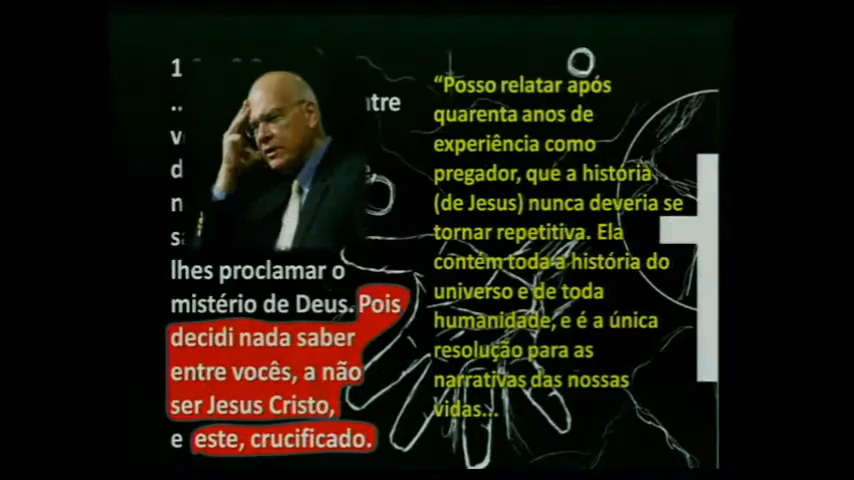 1
..
ntre
v
d
n
s
lhes proclamar o
mistério de Deus. Pois
decidi nada saber
entre vocês, a não
ser Jesus Cristo,
e este, crucificado.
“Posso relatar após
quarenta anos de
experiência como
pregador, que a história
(de Jesus) nunca deveria se
tornar repetitiva. Ela
contém toda a história do
universo e de toda
humanidade, e é a única
resolução para as
narrativas das nossas
vidas...